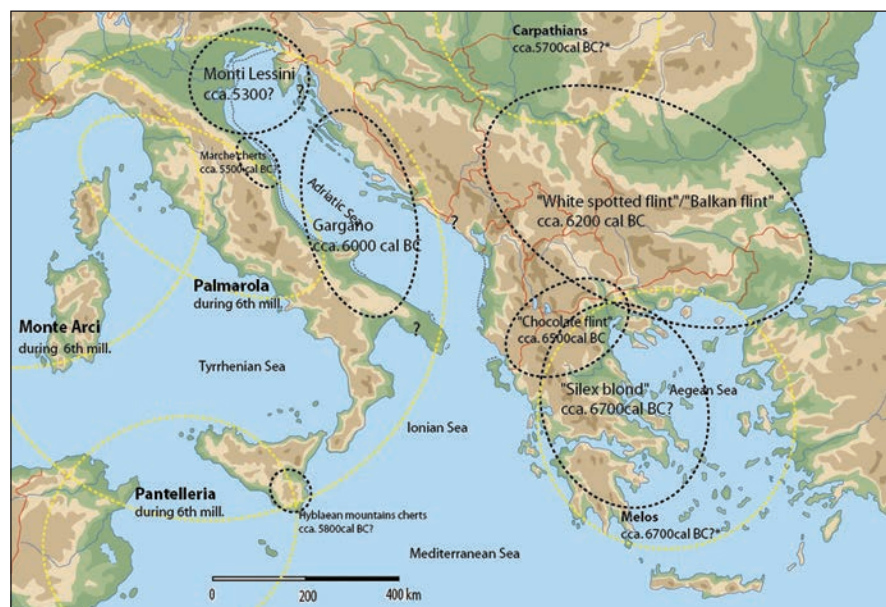 Carpathians
cca.5700cal BC?*
Monti Lessini
cca.5300?
?
Marche cherts
cca. 5500 cal BC?
Adriatic Sea
Gargano
cca. 6000 cal BC
?
"White spotted flint"/"Balkan flint"
cca. 6200 cal BC
Palmarola
during 6th mill.
Monte Arci
during 6th mill.
"Chocolate flint"
cca. 6500cal BC
?
Tyrrhenian Sea
"Silex blond"
cca. 6700cal BC?
Aegean Sea
Ionian Sea
Pantelleria
during 6th mill.
Hyblaean mountains cherts
cca. 5800cal BC?
Melos
cca.6700cal BC?*
Mediterranean Sea
0 200 400 km